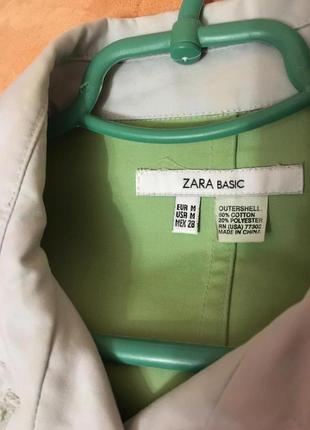 ZARA BASIC
EUR M
USA M
MEX 28
OUTERSHELL
80% COTTON
20% POLYESTER
RN (USA) 77302
MADE IN CHINA